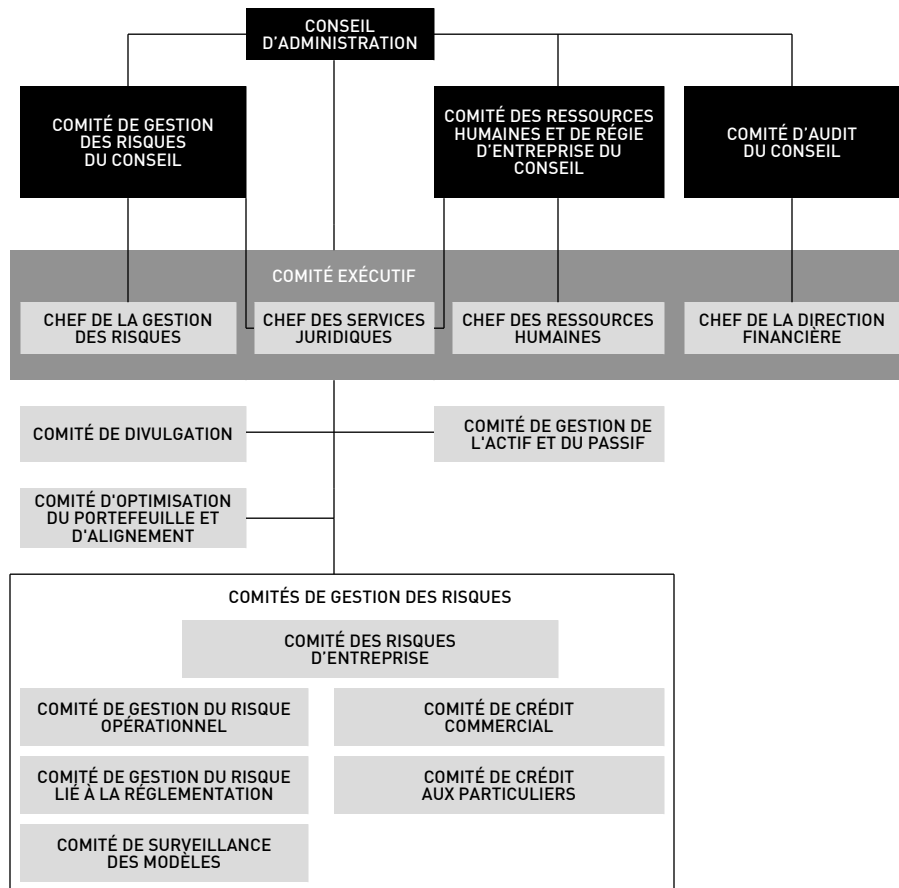 CONSEIL
D'ADMINISTRATION
COMITÉ DE GESTION
DES RISQUES
DU CONSEIL
COMITÉ DES RESSOURCES
HUMAINES ET DE RÉGIE
D'ENTREPRISE DU
CONSEIL
COMITÉ D'AUDIT
DU CONSEIL
COMITÉ EXÉCUTIF
CHEF DE LA GESTION
DES RISQUES
CHEF DES SERVICES
JURIDIQUES
CHEF DES RESSOURCES
HUMAINES
CHEF DE LA DIRECTION
FINANCIÈRE
COMITÉ DE DIVULGATION
COMITÉ DE GESTION DE
L'ACTIF ET DU PASSIF
COMITÉ D'OPTIMISATION
DU PORTEFEUILLE ET
D'ALIGNEMENT
COMITÉS DE GESTION DES RISQUES
COMITÉ DES RISQUES
D'ENTREPRISE
COMITÉ DE GESTION DU RISQUE
OPÉRATIONNEL
COMITÉ DE CRÉDIT
COMMERCIAL
COMITÉ DE GESTION DU RISQUE
LIÉ À LA RÉGLEMENTATION
COMITÉ DE CRÉDIT
AUX PARTICULIERS
COMITÉ DE SURVEILLANCE
DES MODÈLES